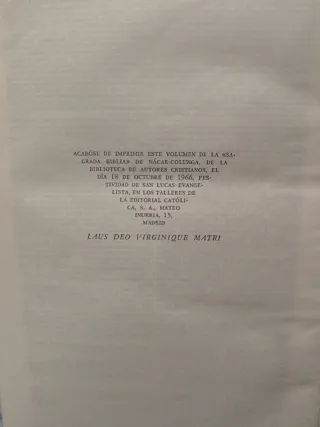 ACABÓSE DE IMPRIMIR ESTE VOLUMEN DE LA «SA-
GRADA BIBLIA» DE NÁCAR-COLUNGA, DE LA
BIBLIOTECA DE AUTORES CRISTIANOS, EL
DÍA 18 DE OCTUBRE DE 1966, FES-
TIVIDAD DE SAN LUCAS EVANGE-
LISTA, EN LOS TALLERES DE
LA EDITORIAL CATÓLI-
CA, S. A., MATEO
INURRIA, 15,
MADRID
LAUS DEO VIRGINIQUE MATRI